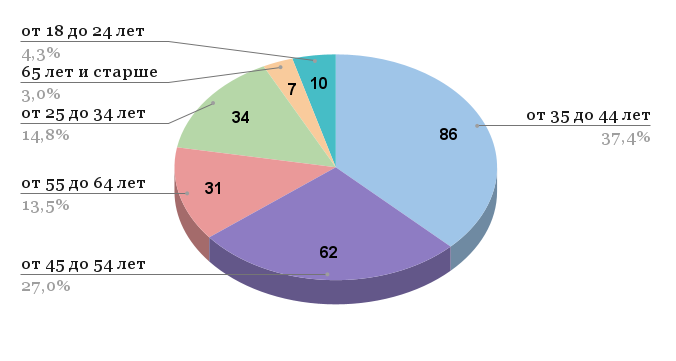 от 18 до 24 лет
4,3%
65 лет и старше
3,0%
от 25 до 34 лет
14,8%
от 55 до 64 лет
13,5%
от 45 до 54 лет
27,0%
от 35 до 44 лет
37,4%
10
7
34
86
31
62